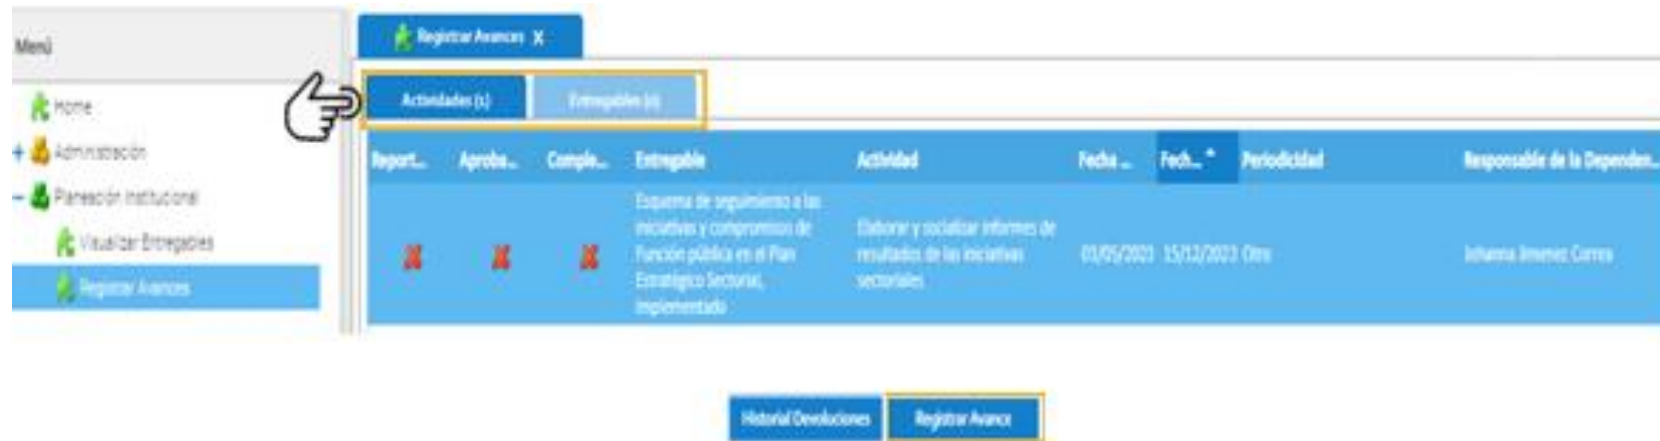 Menú
Home
Administración
Planeación Institucional
Visualizar Entregables
Registrar Avances
Registrar Avances X
Actividades (1) Entregables (0)
Report... Aproba... Comple... Entregable Actividad Fecha ... Fech... Periodicidad Responsable de la Dependen...
Esquema de seguimiento a las
iniciativas y compromisos de
Función pública en el Plan
Estratégico Sectorial,
implementado
Elaborar y socializar informes de
resultados de las iniciativas
sectoriales
01/05/2023 15/12/2023 Otro
Johanna Jimenez Correa
Historial Devoluciones Registrar Avance